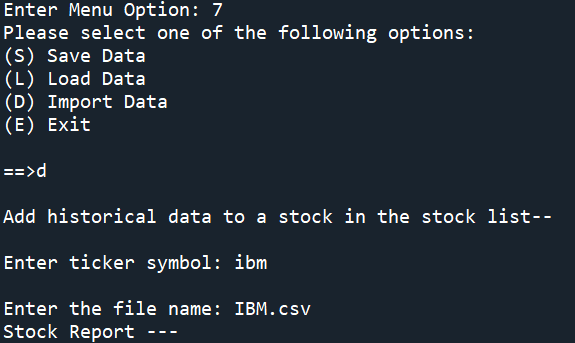 Enter Menu Option: 7
Please select one of the following options:
(S) Save Data
(L) Load Data
(D) Import Data
(E) Exit
==>d
Add historical data to a stock in the stock list--
Enter ticker symbol: ibm
Enter the file name: IBM.csv
Stock Report ---